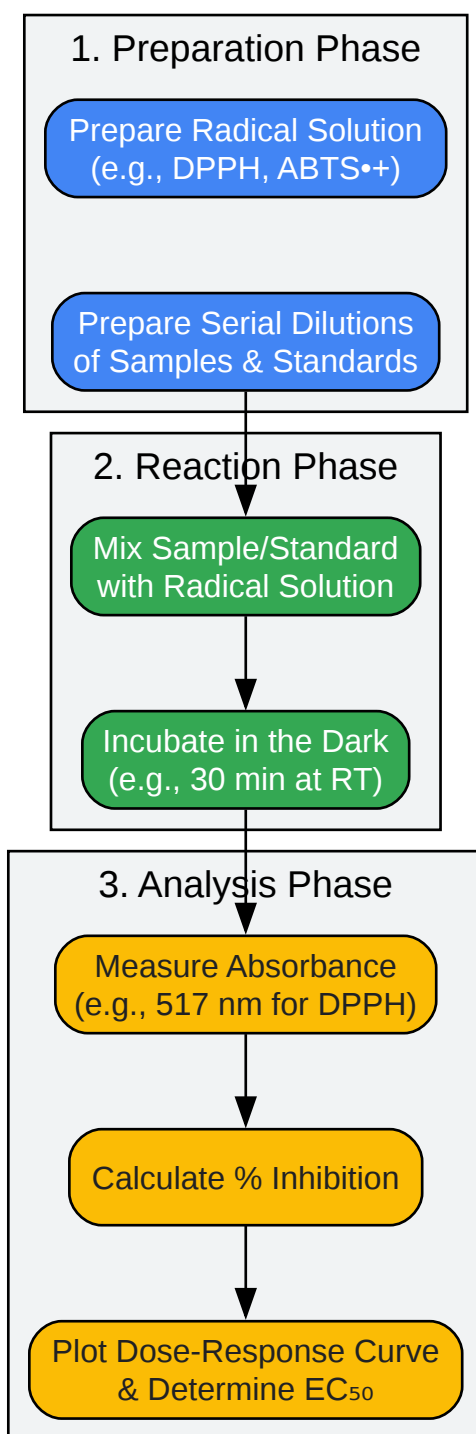 1. Preparation Phase
Prepare Radical Solution
(e.g., DPPH, ABTS•+)
Prepare Serial Dilutions
of Samples & Standards
2. Reaction Phase
Mix Sample/Standard
with Radical Solution
Incubate in the Dark
(e.g., 30 min at RT)
3. Analysis Phase
Measure Absorbance
(e.g., 517 nm for DPPH)
Calculate % Inhibition
Plot Dose-Response Curve
& Determine EC₅₀